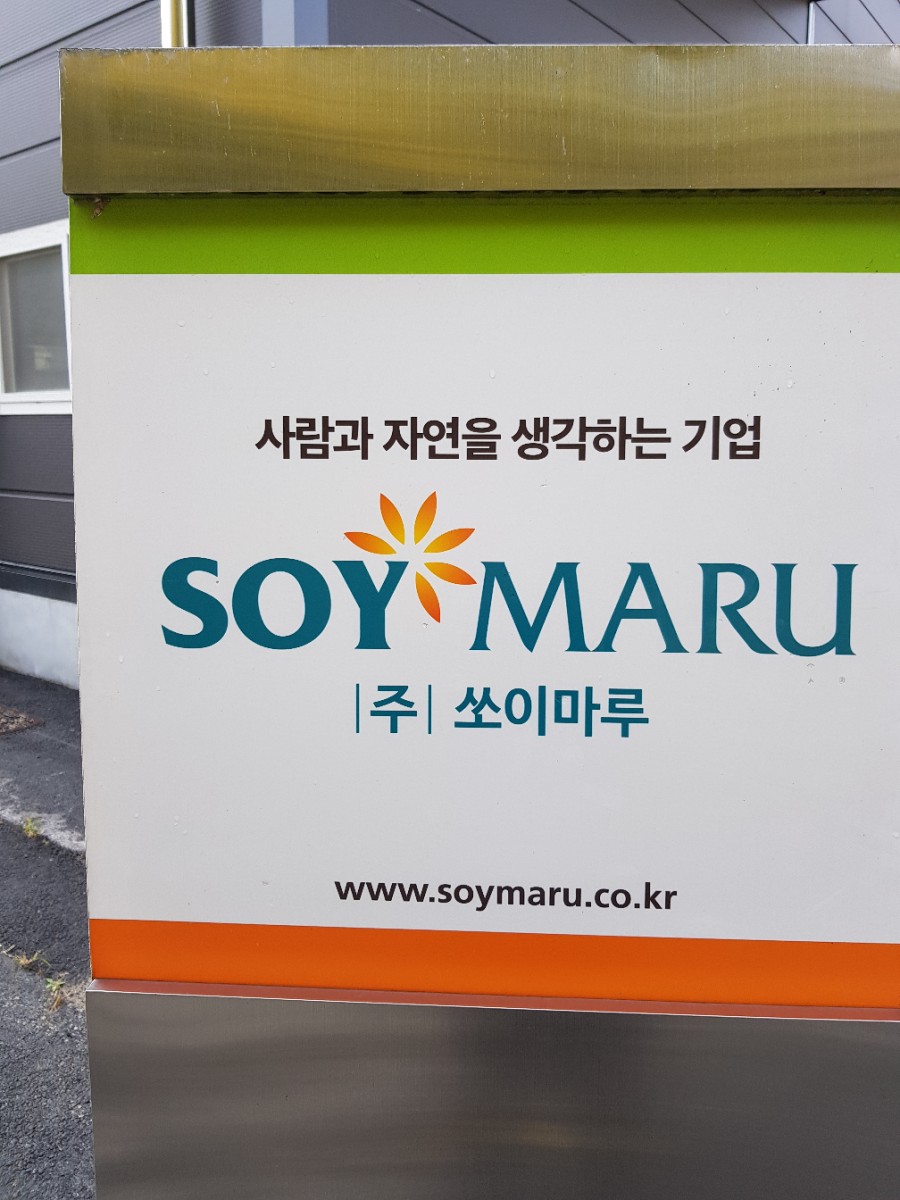 사람과 자연을 생각하는 기업
SOY MARU
|주| 쏘이마루
www.soymaru.co.kr